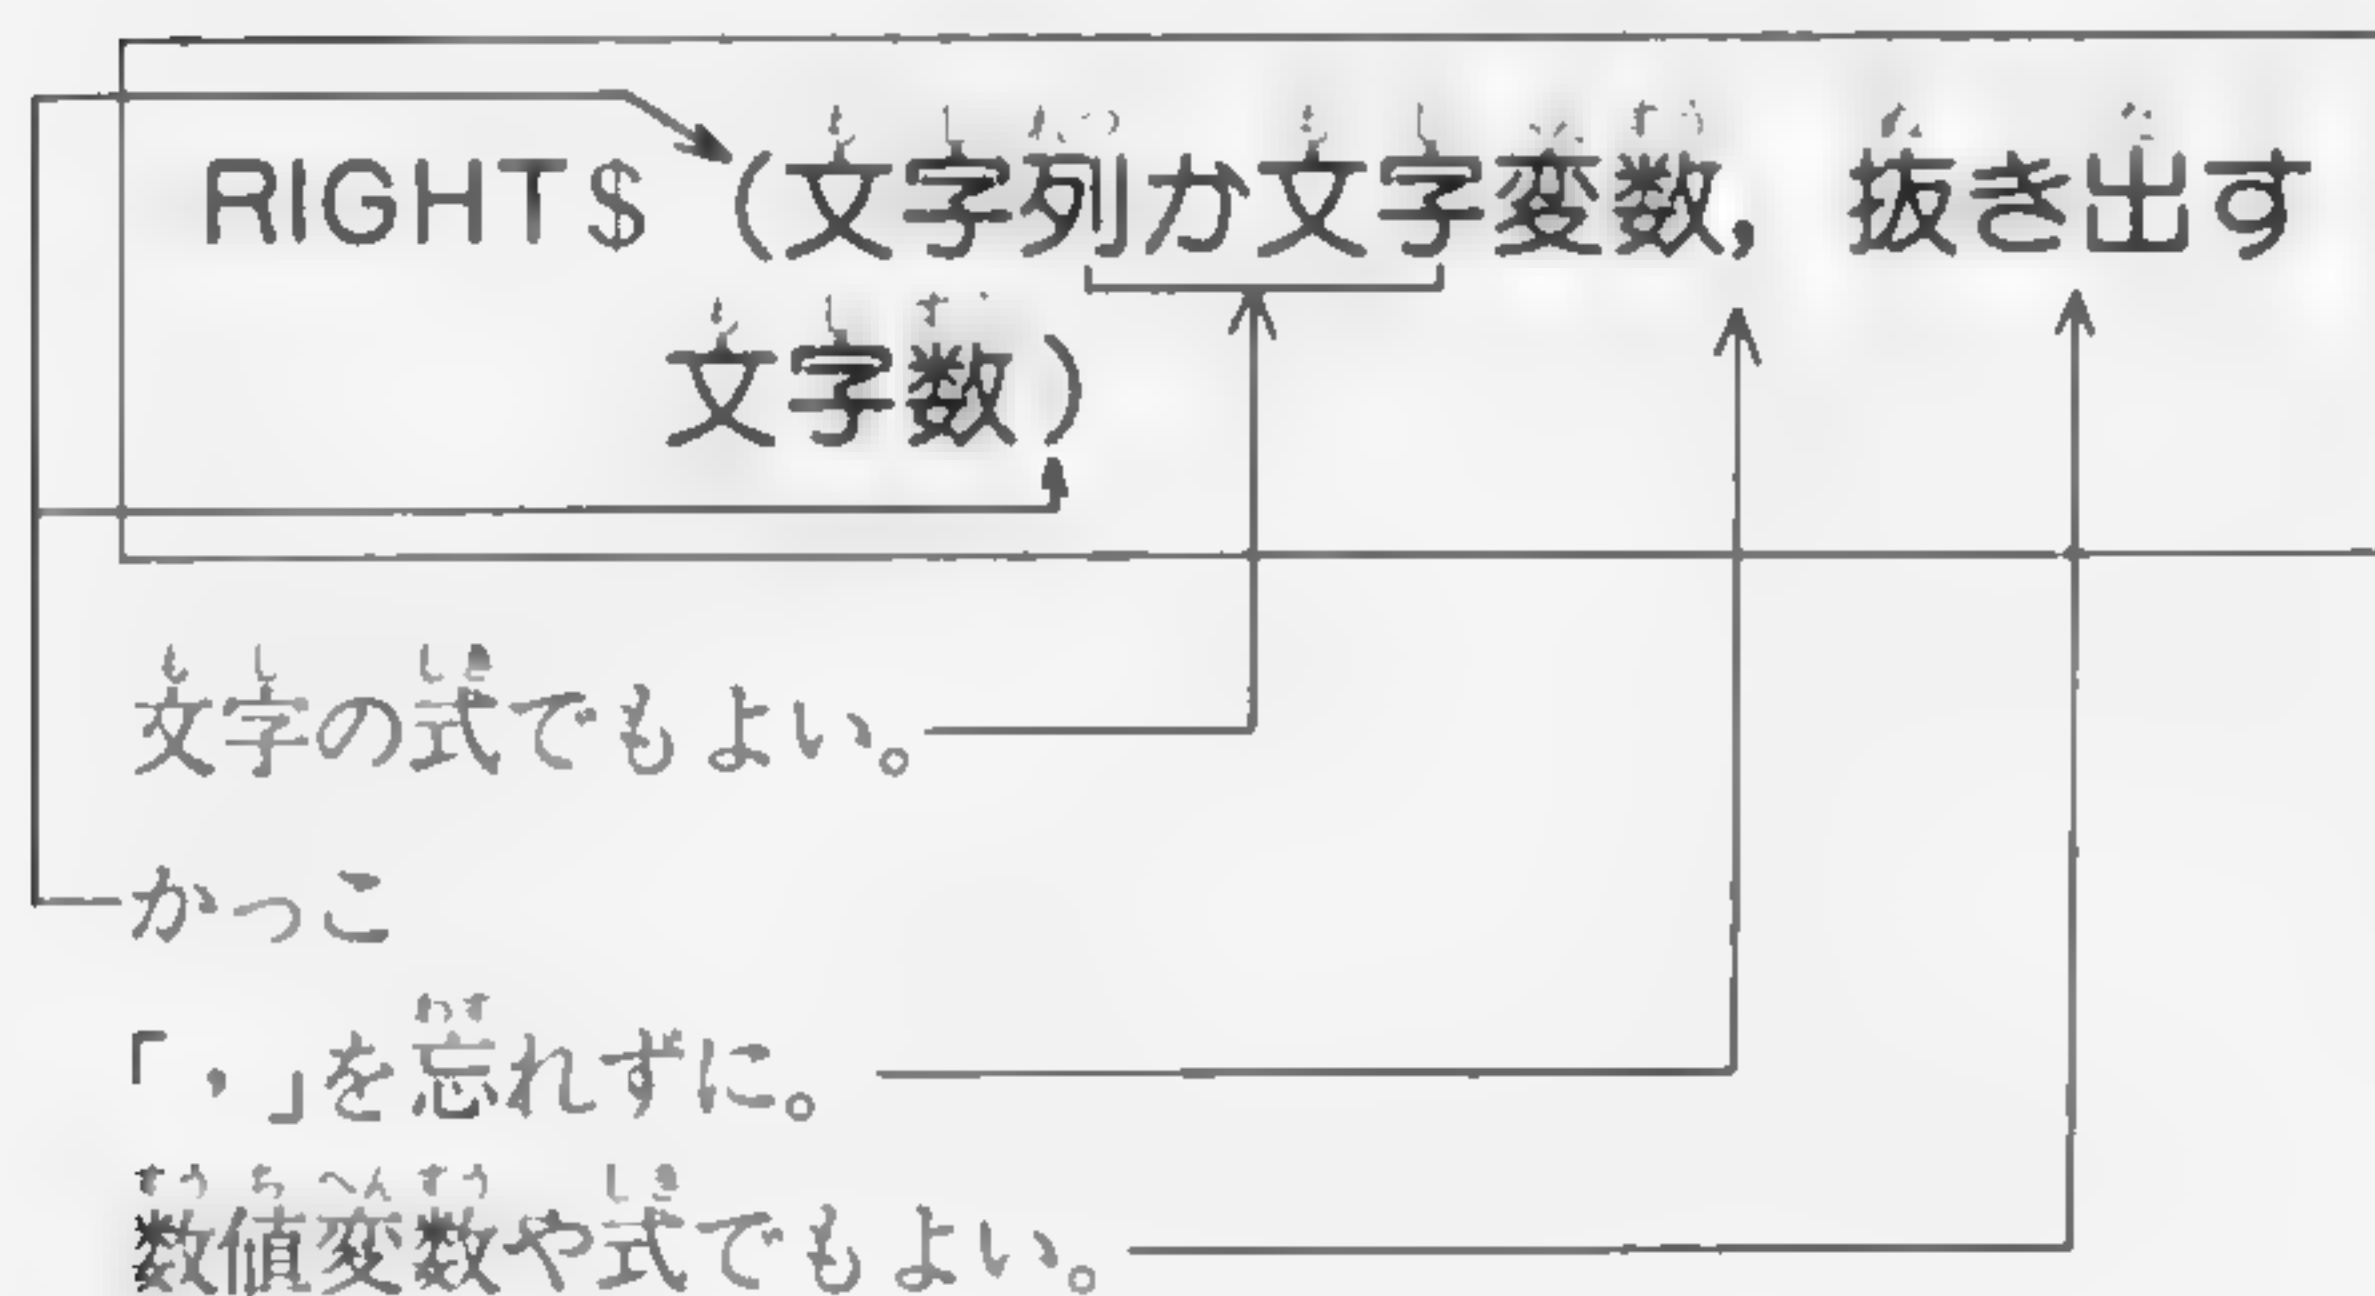 RIGHT$ (文字列か文字変数, 抜き出す
文字数)
文字の式でもよい。
かっこ
「,」を忘れずに。
数値変数や式でもよい。